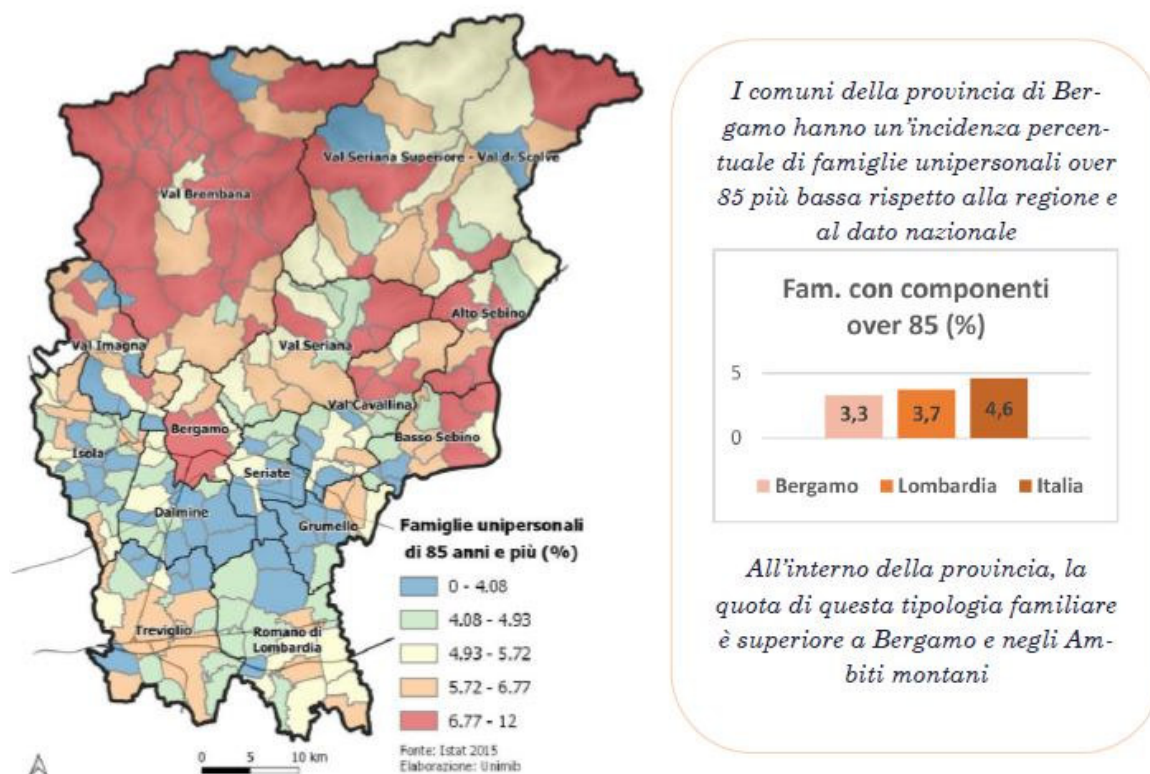 Val Seriana Superiore - Val di Scalve
Val Brembana
Alto Sebino
Val Imagna
Val Seriana
Val Cavallina
Bergamo
Basso Sebino
Isola
Seriate
Dalmine
Grumello
Treviglio
Romano di
Lombardia
Famiglie unipersonali
di 85 anni e più (%)
0 - 4.08
4.08 - 4.93
4.93 - 5.72
5.72 - 6.77
6.77 - 12
Fonte: Istat 2015
Elaborazione: Unimib
0 5 10 km
I comuni della provincia di Ber-
gamo hanno un'incidenza percen-
tuale di famiglie unipersonali over
85 più bassa rispetto alla regione e
al dato nazionale
Fam. con componenti
over 85 (%)
5
3,3 3,7 4,6
0
Bergamo Lombardia Italia
All'interno della provincia, la
quota di questa tipologia familiare
è superiore a Bergamo e negli Am-
biti montani